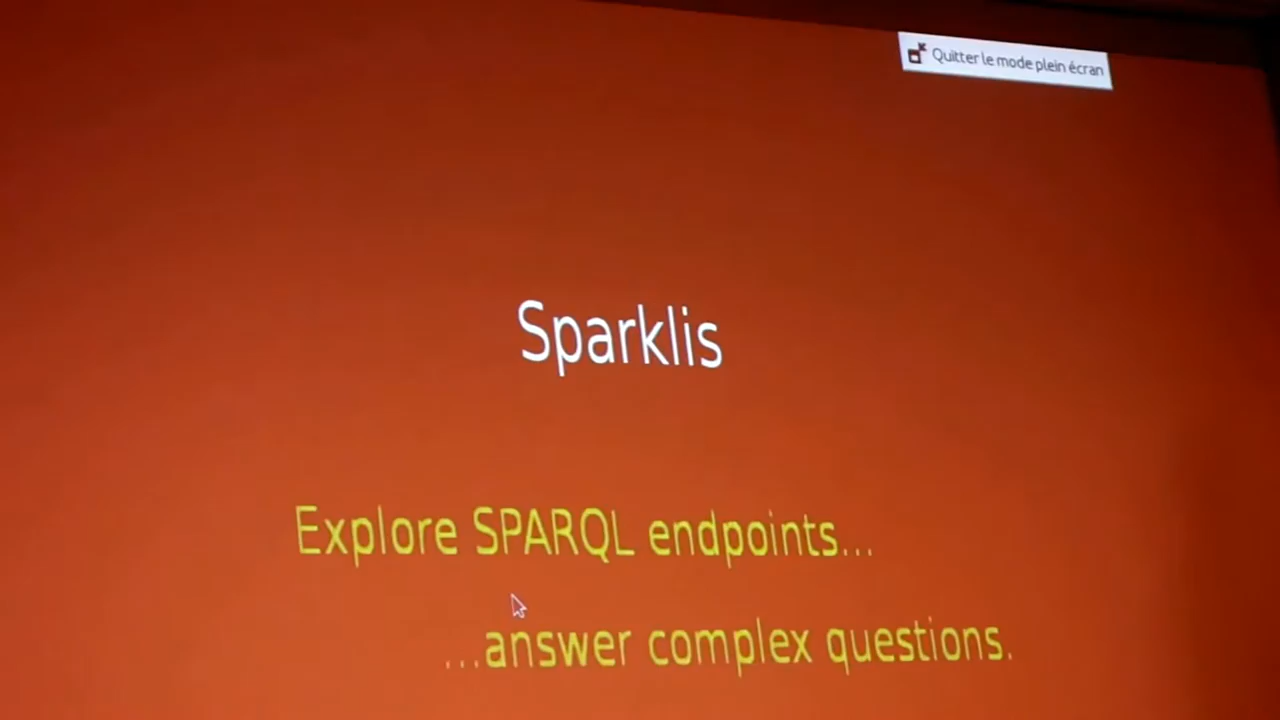 Quitter le mode plein écran
Sparklis
Explore SPARQL endpoints...
...answer complex questions.